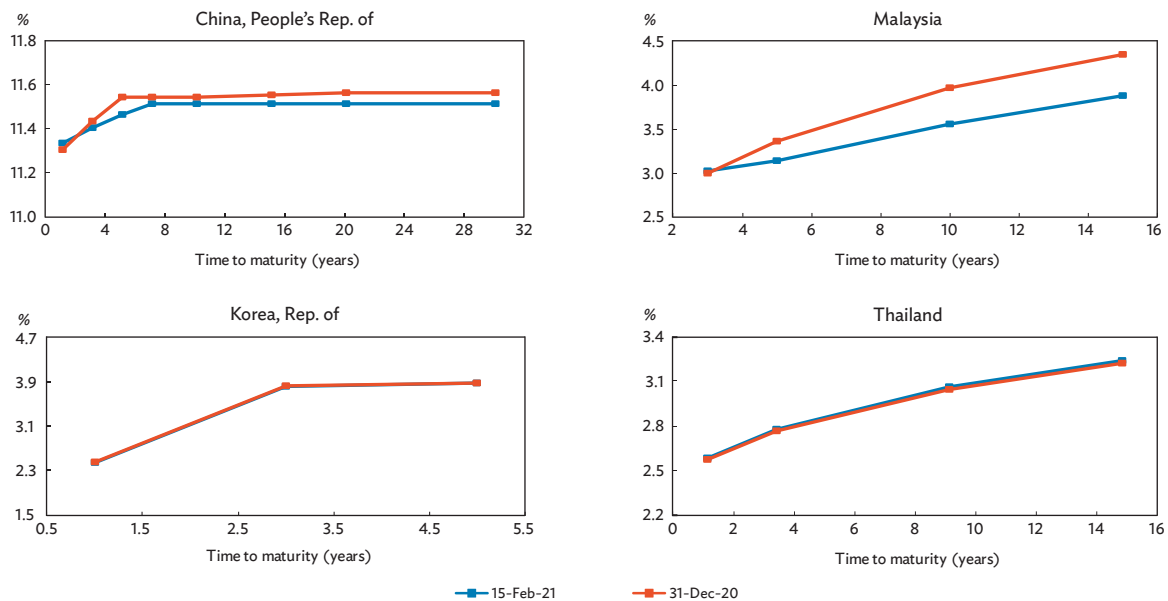 China, People's Rep. of
%
11.8
11.6
11.4
11.2
11.0
0 4 8 12 16 20 24 28 32
Time to maturity (years)
Malaysia
%
4.5
4.0
3.5
3.0
2.5
2 4 6 8 10 12 14 16
Time to maturity (years)
Korea, Rep. of
%
4.7
3.9
3.1
2.3
1.5
0.5 1.5 2.5 3.5 4.5 5.5
Time to maturity (years)
Thailand
%
3.4
3.1
2.8
2.5
2.2
0 2 4 6 8 10 12 14 16
Time to maturity (years)
15-Feb-21 31-Dec-20